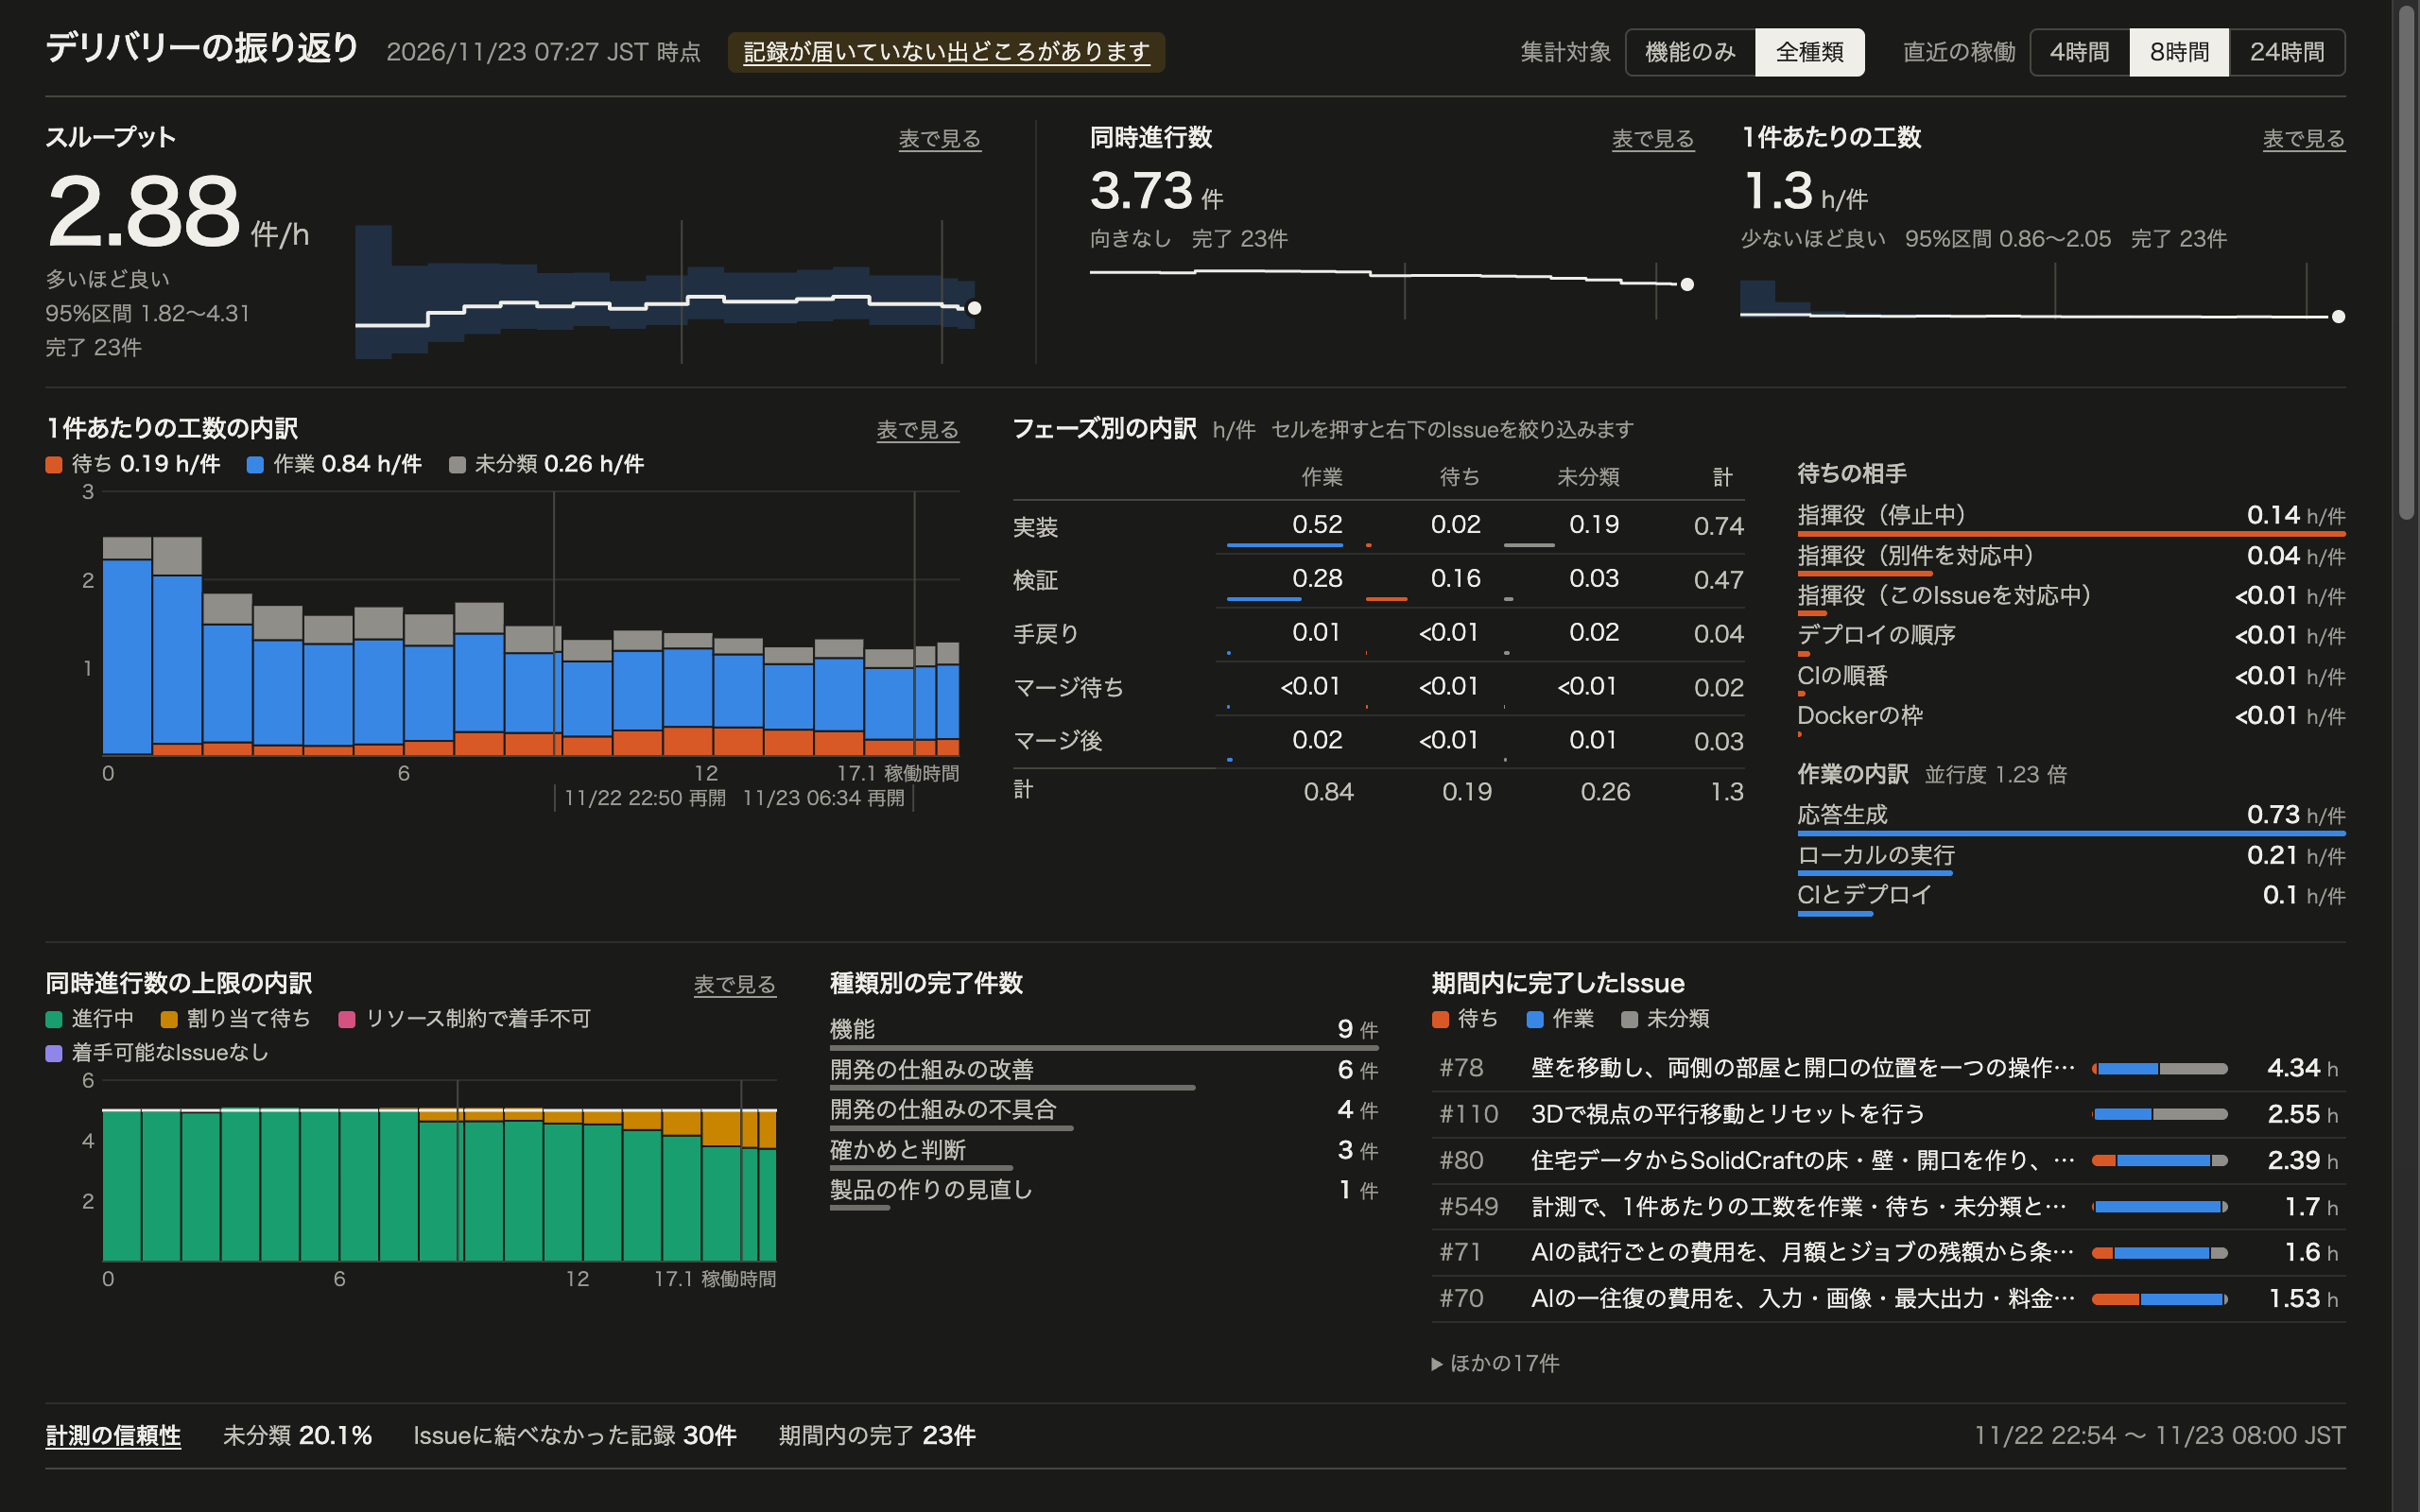 デリバリーの振り返り 2026/11/23 07:27 JST 時点 記録が届いていない出どころがあります 集計対象 機能のみ 全種類 直近の稼働 4時間 8時間 24時間
スループット 表で見る
2.88 件/h
多いほど良い
95%区間 1.82〜4.31
完了 23件
同時進行数 表で見る
3.73 件
向きなし 完了 23件
1件あたりの工数 表で見る
1.3 h/件
少ないほど良い 95%区間 0.86〜2.05 完了 23件
1件あたりの工数の内訳 表で見る
待ち 0.19 h/件 作業 0.84 h/件 未分類 0.26 h/件
3
2
1
0 6 12 17.1 稼働時間
11/22 22:50 再開 11/23 06:34 再開
フェーズ別の内訳 h/件 セルを押すと右下のIssueを絞り込みます
作業 待ち 未分類 計
実装 0.52 0.02 0.19 0.74
検証 0.28 0.16 0.03 0.47
手戻り 0.01 <0.01 0.02 0.04
マージ待ち <0.01 <0.01 <0.01 0.02
マージ後 0.02 <0.01 0.01 0.03
計 0.84 0.19 0.26 1.3
待ちの相手
指揮役（停止中） 0.14 h/件
指揮役（別件を対応中） 0.04 h/件
指揮役（このIssueを対応中） <0.01 h/件
デプロイの順序 <0.01 h/件
CIの順番 <0.01 h/件
Dockerの枠 <0.01 h/件
作業の内訳 並行度 1.23 倍
応答生成 0.73 h/件
ローカルの実行 0.21 h/件
CIとデプロイ 0.1 h/件
同時進行数の上限の内訳 表で見る
進行中 割り当て待ち リソース制約で着手不可
着手可能なIssueなし
6
4
2
0 6 12 17.1 稼働時間
種類別の完了件数
機能 9 件
開発の仕組みの改善 6 件
開発の仕組みの不具合 4 件
確かめと判断 3 件
製品の作りの見直し 1 件
期間内に完了したIssue
待ち 作業 未分類
#78 壁を移動し、両側の部屋と開口の位置を一つの操作… 4.34 h
#110 3Dで視点の平行移動とリセットを行う 2.55 h
#80 住宅データからSolidCraftの床・壁・開口を作り、… 2.39 h
#549 計測で、1件あたりの工数を作業・待ち・未分類と… 1.7 h
#71 AIの試行ごとの費用を、月額とジョブの残額から条… 1.6 h
#70 AIの一往復の費用を、入力・画像・最大出力・料金… 1.53 h
▶ ほかの17件
計測の信頼性 未分類 20.1% Issueに結べなかった記録 30件 期間内の完了 23件 11/22 22:54 〜 11/23 08:00 JST